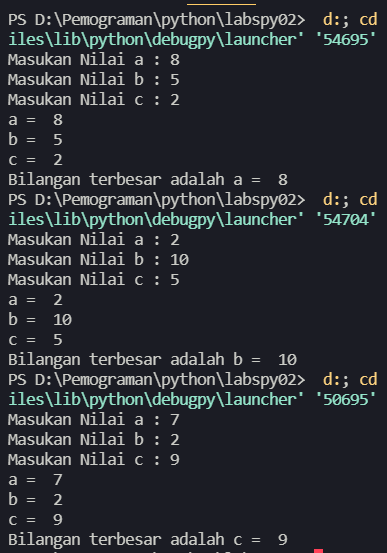 PS D:\Pemograman\python\labspy02>  d:; cd
iles\lib\python\debugpy\launcher' '54695'
Masukan Nilai a : 8
Masukan Nilai b : 5
Masukan Nilai c : 2
a =  8
b =  5
c =  2
Bilangan terbesar adalah a =  8
PS D:\Pemograman\python\labspy02>  d:; cd
iles\lib\python\debugpy\launcher' '54704'
Masukan Nilai a : 2
Masukan Nilai b : 10
Masukan Nilai c : 5
a =  2
b =  10
c =  5
Bilangan terbesar adalah b =  10
PS D:\Pemograman\python\labspy02>  d:; cd
iles\lib\python\debugpy\launcher' '50695'
Masukan Nilai a : 7
Masukan Nilai b : 2
Masukan Nilai c : 9
a =  7
b =  2
c =  9
Bilangan terbesar adalah c =  9